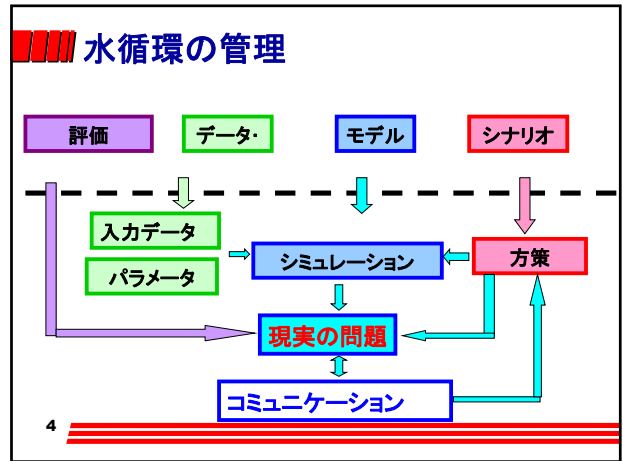 水循環の管理
評価
データ・
モデル
シナリオ
入力データ
パラメータ
シミュレーション
方策
現実の問題
コミュニケーション
4